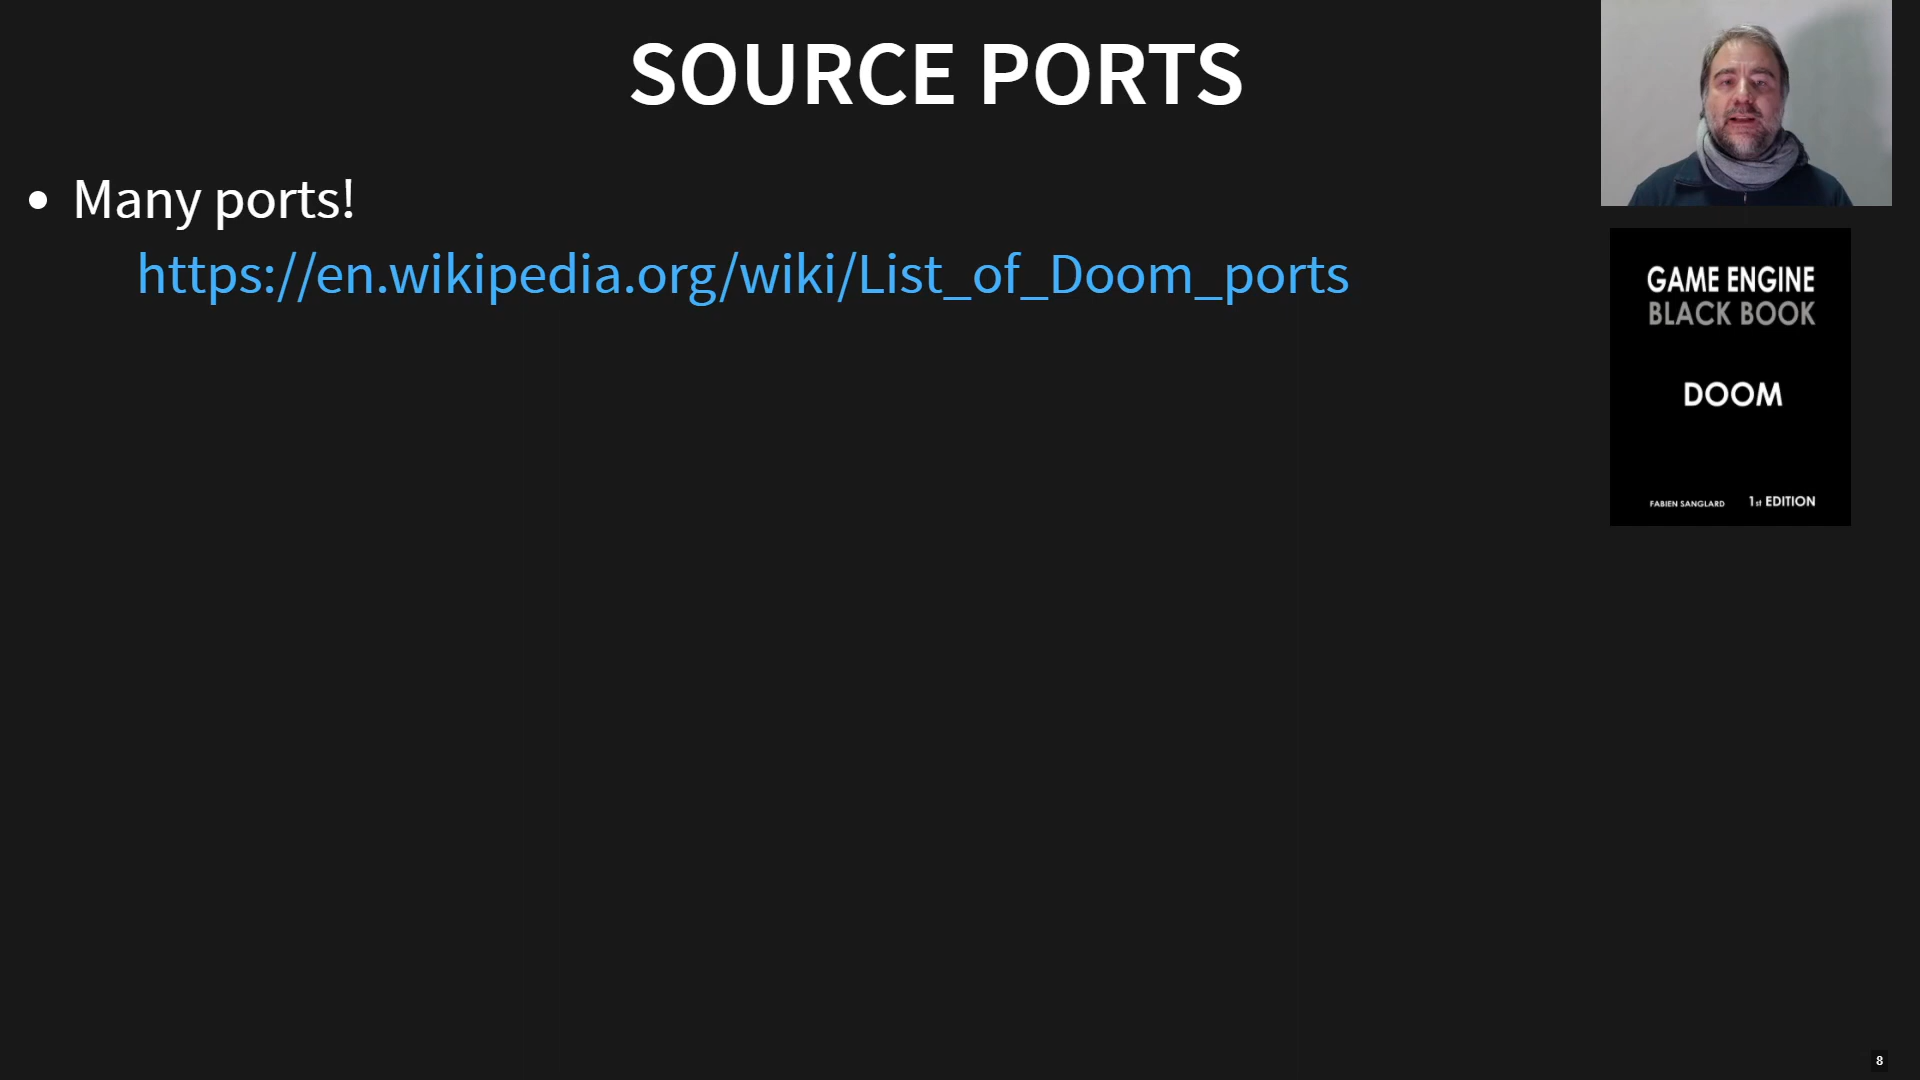 SOURCE PORTS
• Many ports!
https://en.wikipedia.org/wiki/List_of_Doom_ports
GAME ENGINE
BLACK BOOK
DOOM
FABIEN SANGLARD 1st EDITION
8